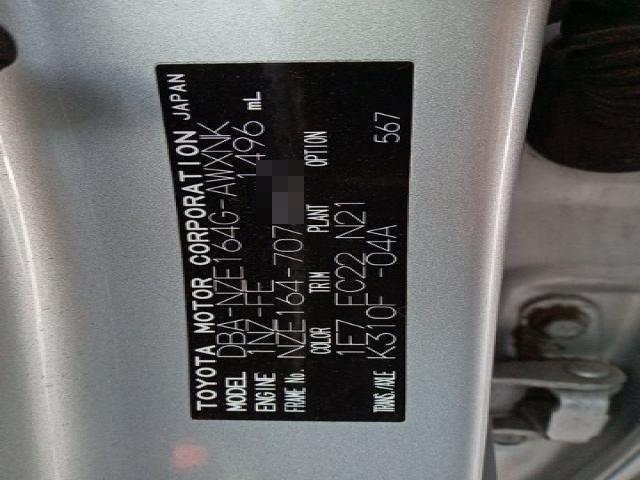 TOYOTA MOTOR CORPORATION JAPAN
MODEL DBA-NZE164G-AWXNK
ENGINE 1NZ-FE 1496 mL
FRAME No. NZE164-707
COLOR TRIM PLANT OPTION
1F7 FC22 N21
TRANS./AXLE K310F -04A 567